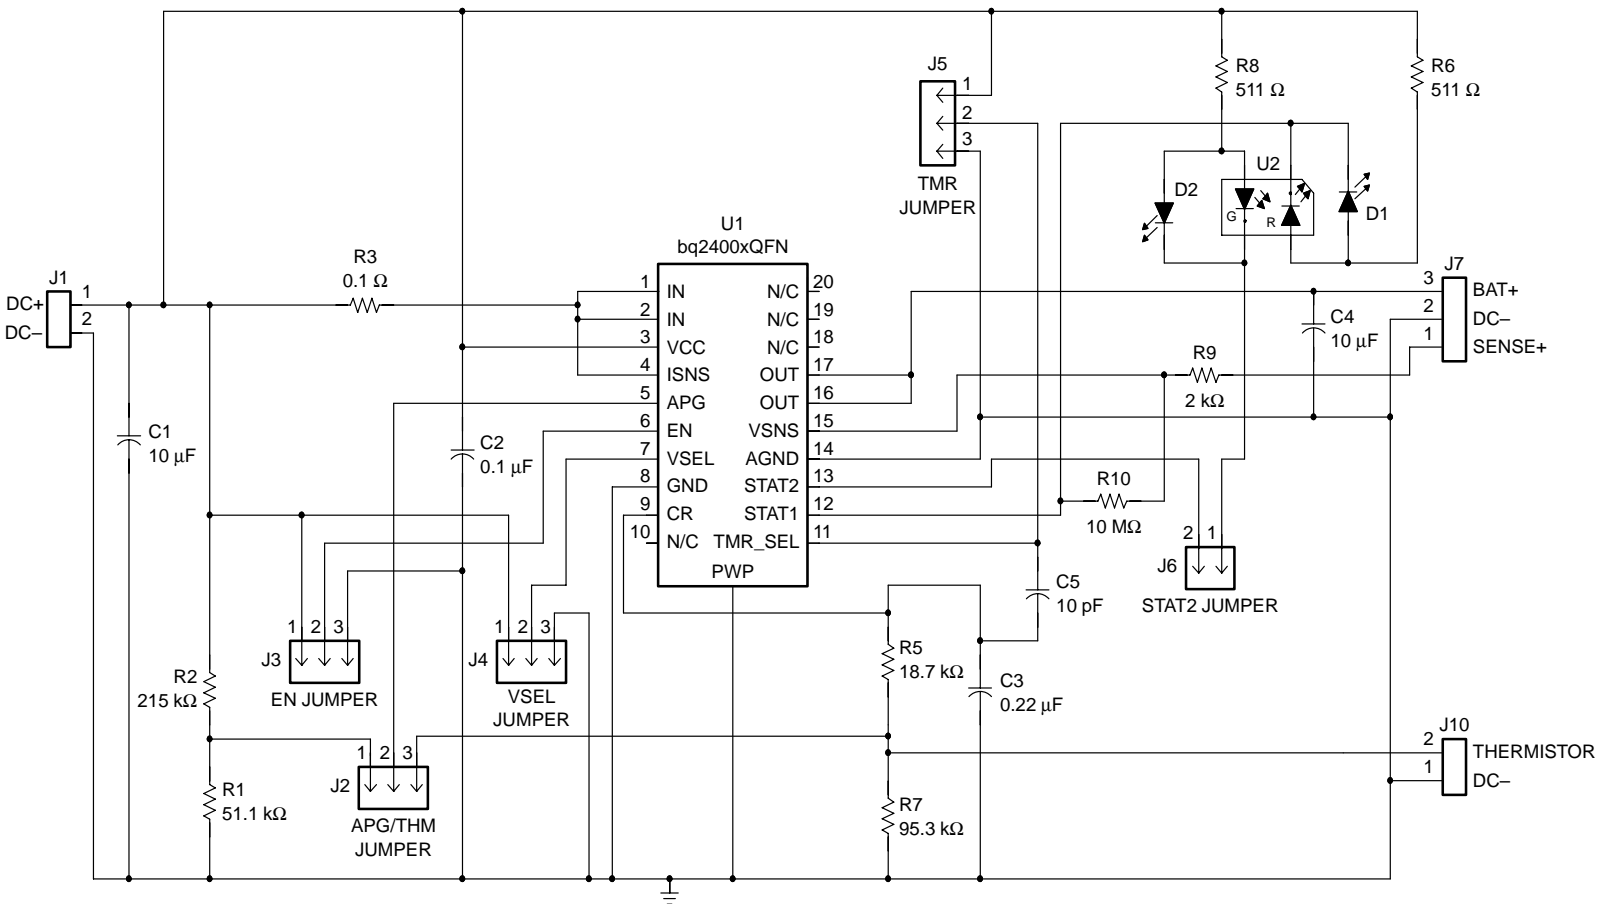 J5
1
2
3
TMR
JUMPER
R8
511 Ω
R6
511 Ω
U2
D2
G
R
D1
U1
bq2400xQFN
R3
0.1 Ω
J1
DC+
1
DC–
2
1 IN
2 IN
3 VCC
4 ISNS
5 APG
6 EN
7 VSEL
8 GND
9 CR
10 N/C
N/C 20
N/C 19
N/C 18
OUT 17
OUT 16
VSNS 15
AGND 14
STAT2 13
STAT1 12
TMR_SEL 11
PWP
J7
3 BAT+
2 DC–
1 SENSE+
C4
10 μF
R9
2 kΩ
R10
10 MΩ
C1
10 μF
C2
0.1 μF
2 1
J6
STAT2 JUMPER
C5
10 pF
1 2 3
J3
EN JUMPER
1 2 3
J4
VSEL
JUMPER
R5
18.7 kΩ
C3
0.22 μF
R2
215 kΩ
R1
51.1 kΩ
1 2 3
J2
APG/THM
JUMPER
R7
95.3 kΩ
J10
2 THERMISTOR
1 DC–